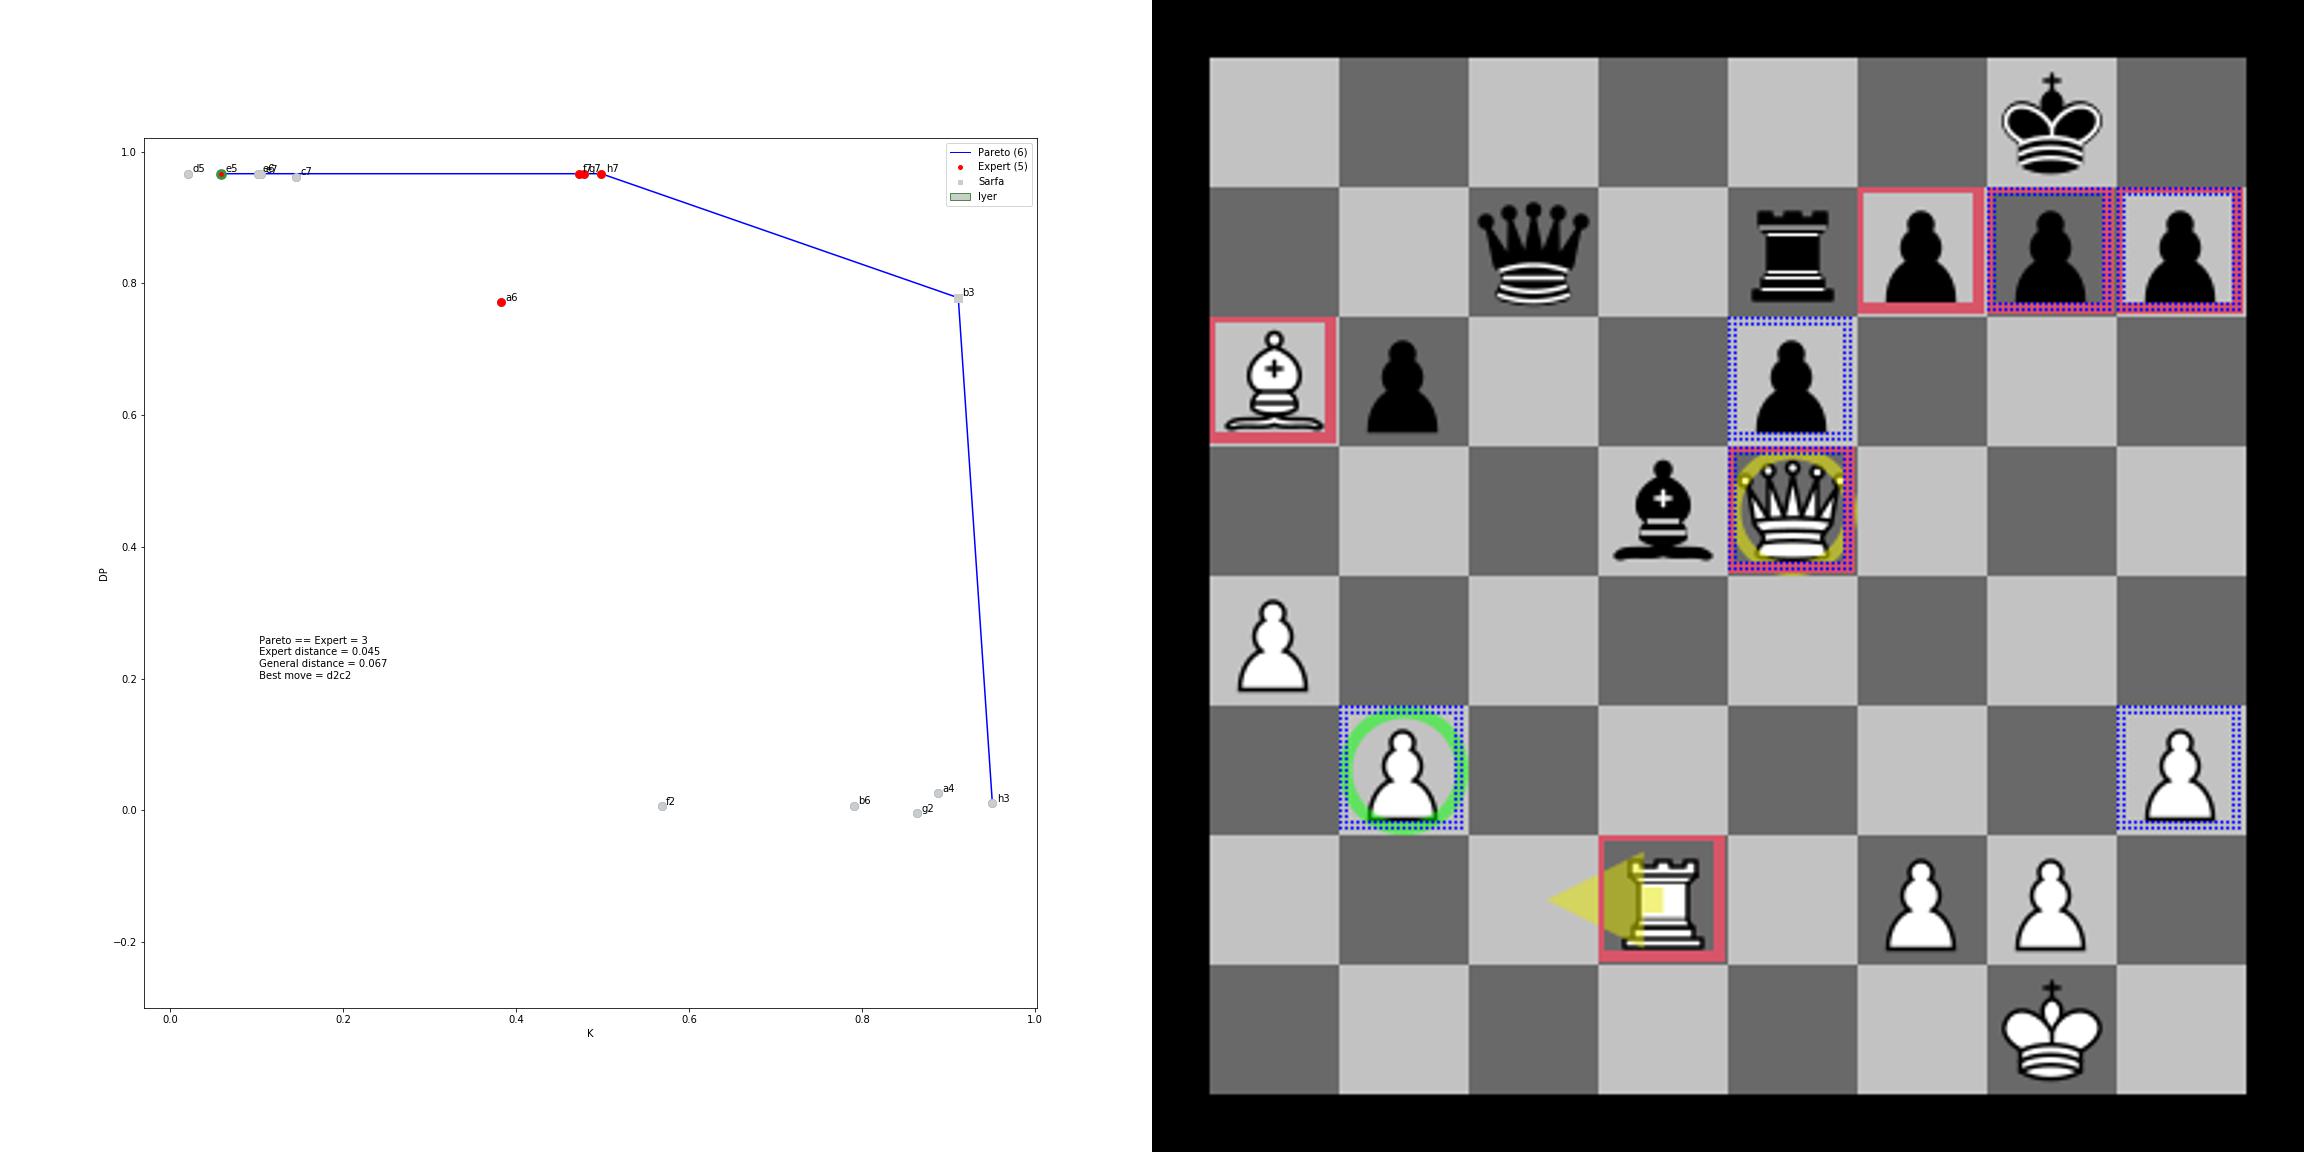 1.0
0.8
0.6
0.4
0.2
0.0
−0.2
DP
0.0 0.2 0.4 0.6 0.8 1.0
K
Pareto (6)
Expert (5)
Sarfa
Iyer
d5
e5
c7
h7
b3
a6
Pareto == Expert = 3
Expert distance = 0.045
General distance = 0.067
Best move = d2c2
f2
b6
a4
g2
h3